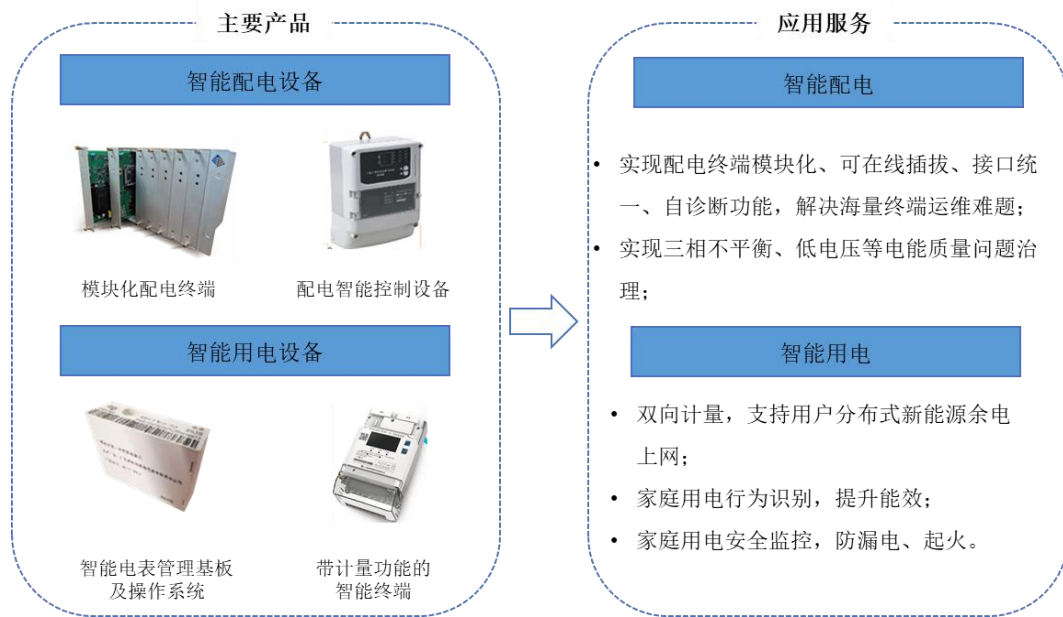 主要产品
智能配电设备
模块化配电终端
配电智能控制设备
智能用电设备
智能电表管理基板
及操作系统
带计量功能的
智能终端
应用服务
智能配电
• 实现配电终端模块化、可在线插拔、接口统
一、自诊断功能，解决海量终端运维难题；
• 实现三相不平衡、低电压等电能质量问题治
理；
智能用电
• 双向计量，支持用户分布式新能源余电
上网；
• 家庭用电行为识别，提升能效；
• 家庭用电安全监控，防漏电、起火。